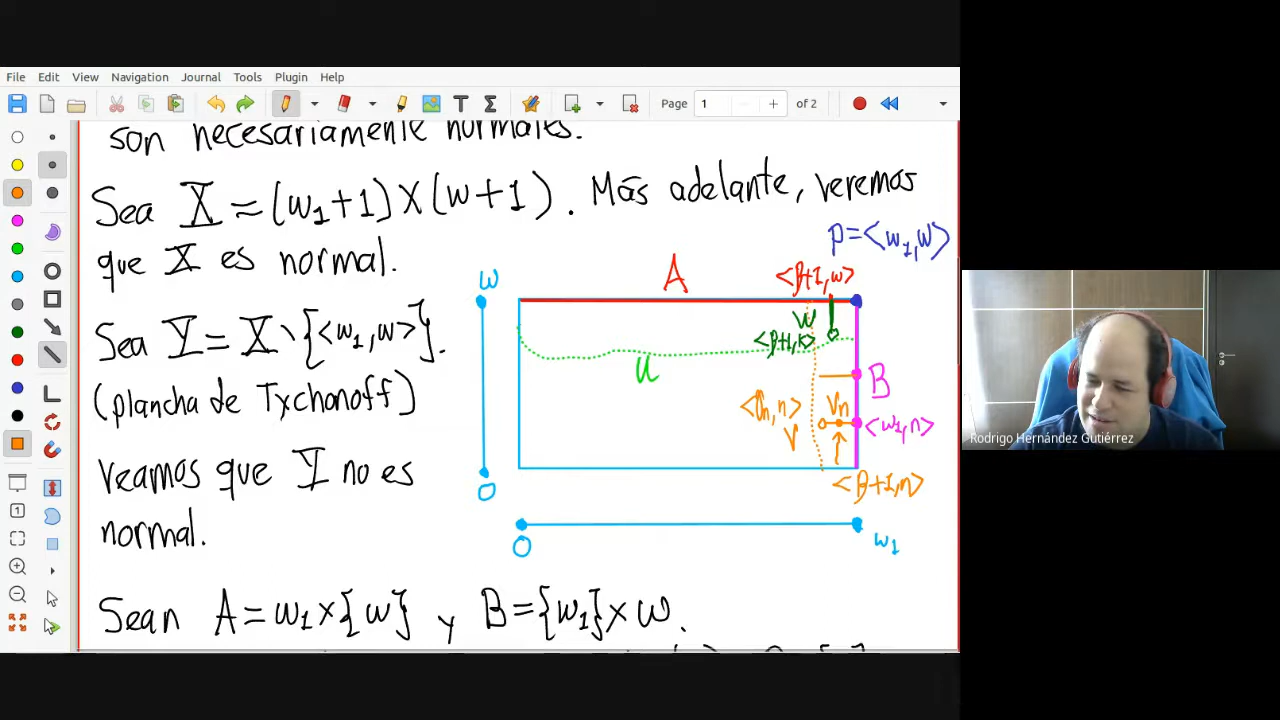 File Edit View Navigation Journal Tools Plugin Help
Page 1 of 2
son necesariamente normales.
Sea X = (ω₁+1)×(ω+1). Más adelante, veremos
que X es normal.
p=<ω₁,ω>
Sea Y = X \ {<ω₁,ω>}.
(plancha de Tychonoff)
veamos que Y no es
normal.
ω
A
<β+1,ω>
W
<β+1,k>
U
B
<βn,n>
Vn
<ω₁,n>
V
<β+1,n>
0
0
ω₁
Sean A=ω₁×{ω} y B={ω₁}×ω.
Rodrigo Hernández Gutiérrez